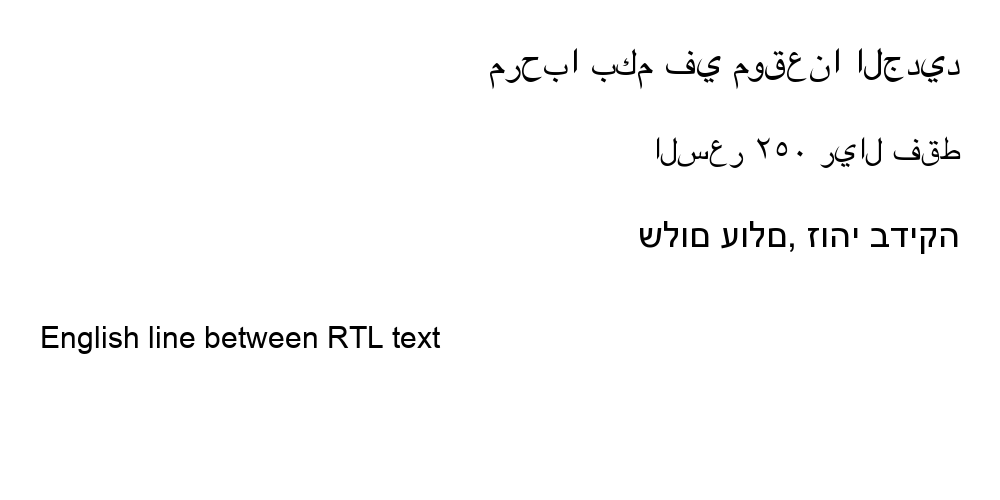 مرحبا بكم في موقعنا الجديد
السعر ٢٥٠ ريال فقط
שלום עולם, זוהי בדיקה
English line between RTL text